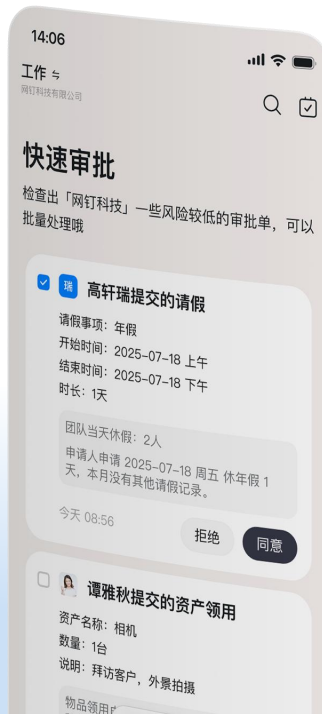 14:06
工作
网钉科技有限公司
快速审批
检查出「网钉科技」一些风险较低的审批单，可以
批量处理哦
瑞
高轩瑞提交的请假
请假事项：年假
开始时间：2025-07-18 上午
结束时间：2025-07-18 下午
时长：1天
团队当天休假：2人
申请人申请 2025-07-18 周五 休年假 1
天，本月没有其他请假记录。
今天 08:56
拒绝
同意
谭雅秋提交的资产领用
资产名称：相机
数量：1台
说明：拜访客户，外景拍摄
物品领用